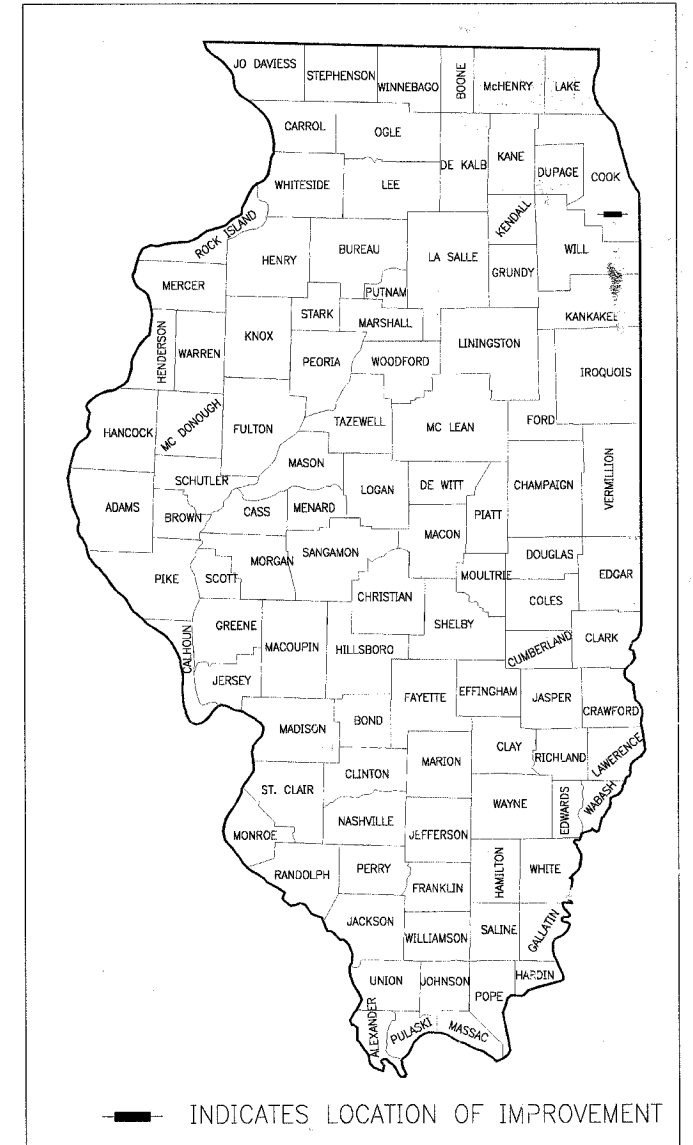 JO DAVIESS
STEPHENSON
WINNEBAGO
BOONE
McHENRY
LAKE
CARROL
OGLE
DE KALB
KANE
DUPAGE
COOK
WHITESIDE
LEE
KENDALL
ROCK ISLAND
HENRY
BUREAU
LA SALLE
WILL
GRUNDY
MERCER
PUTNAM
STARK
MARSHALL
KANKAKEE
HENDERSON
WARREN
KNOX
PEORIA
WOODFORD
LININGSTON
IROQUOIS
HANCOCK
MC DONOUGH
FULTON
TAZEWELL
MC LEAN
FORD
MASON
SCHUTLER
LOGAN
DE WITT
CHAMPAIGN
VERMILLION
ADAMS
BROWN
CASS
MENARD
PIATT
MACON
PIKE
SCOTT
MORGAN
SANGAMON
DOUGLAS
MOULTRIE
EDGAR
CHRISTIAN
COLES
CALHOUN
GREENE
MACOUPIN
HILLSBORO
SHELBY
CUMBERLAND
CLARK
JERSEY
FAYETTE
EFFINGHAM
JASPER
CRAWFORD
MADISON
BOND
MARION
CLAY
RICHLAND
LAWERENCE
CLINTON
ST. CLAIR
WAYNE
EDWARDS
WABASH
MONROE
NASHVILLE
JEFFERSON
RANDOLPH
PERRY
FRANKLIN
HAMILTON
WHITE
JACKSON
WILLIAMSON
SALINE
GALLATIN
UNION
JOHNSON
POPE
HARDIN
ALEXANDER
PULASKI
MASSAC
INDICATES LOCATION OF IMPROVEMENT